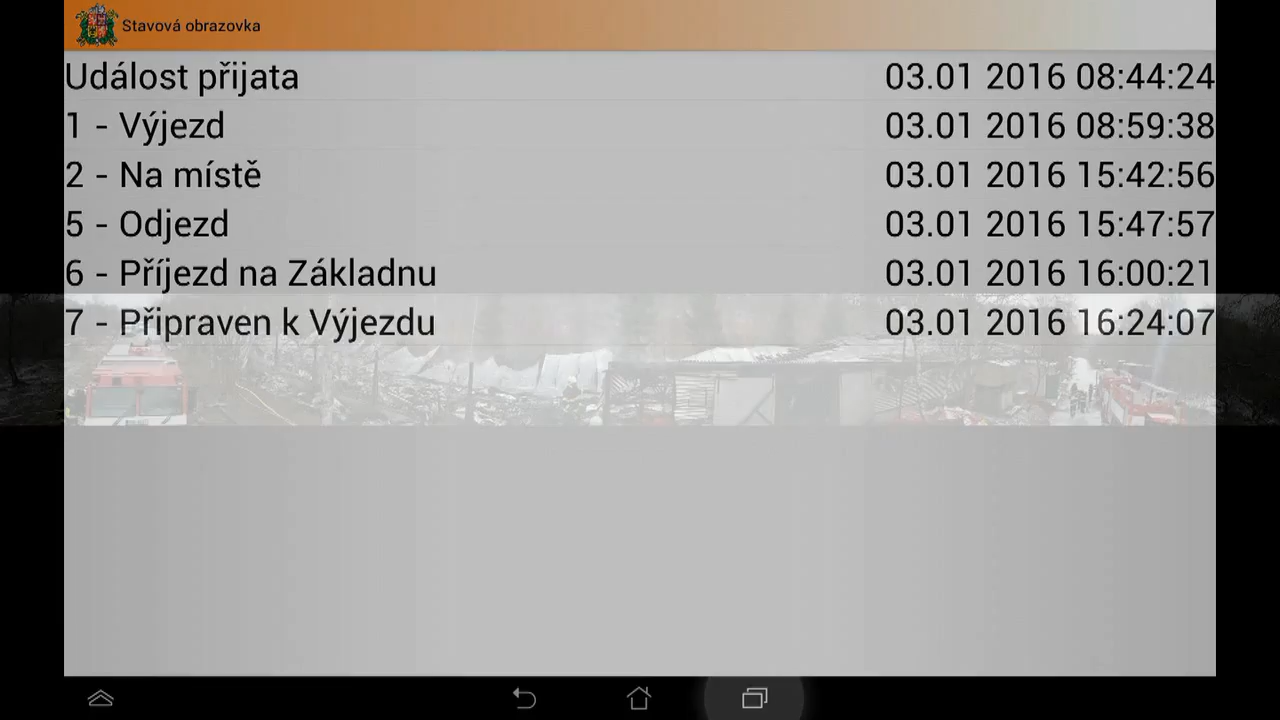 Stavová obrazovka
Událost přijata 03.01 2016 08:44:24
1 - Výjezd 03.01 2016 08:59:38
2 - Na místě 03.01 2016 15:42:56
5 - Odjezd 03.01 2016 15:47:57
6 - Příjezd na Základnu 03.01 2016 16:00:21
7 - Připraven k Výjezdu 03.01 2016 16:24:07